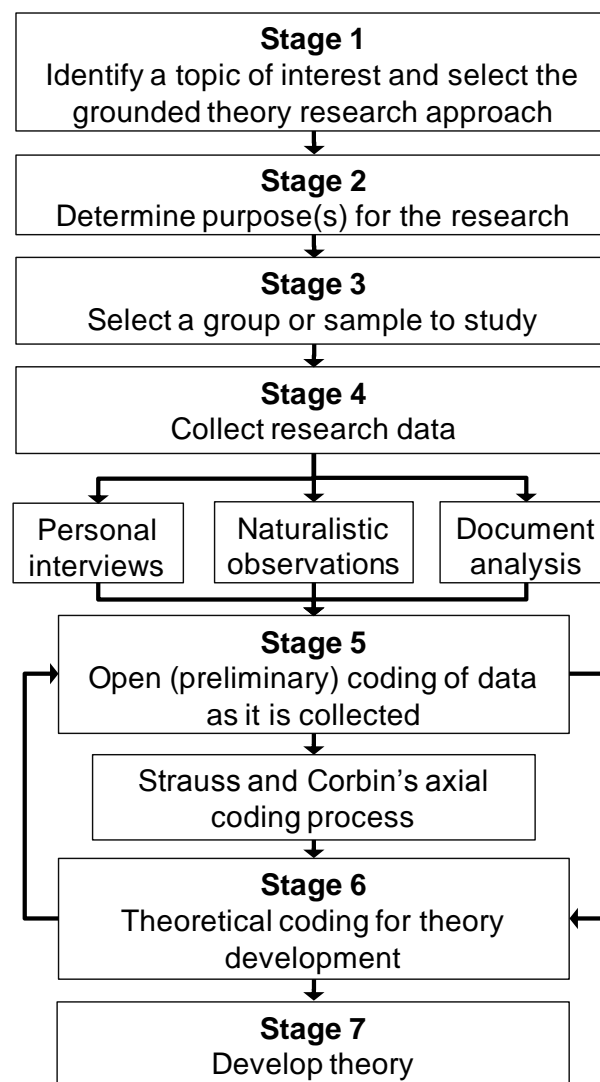 Stage 1
Identify a topic of interest and select the
grounded theory research approach
Stage 2
Determine purpose(s) for the research
Stage 3
Select a group or sample to study
Stage 4
Collect research data
Personal
interviews
Naturalistic
observations
Document
analysis
Stage 5
Open (preliminary) coding of data
as it is collected
Strauss and Corbin's axial
coding process
Stage 6
Theoretical coding for theory
development
Stage 7
Develop theory